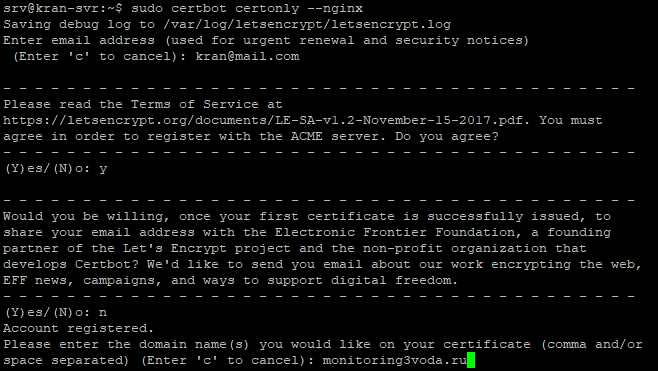 srv@kran-svr:~$ sudo certbot certonly --nginx
Saving debug log to /var/log/letsencrypt/letsencrypt.log
Enter email address (used for urgent renewal and security notices)
 (Enter 'c' to cancel): kran@mail.com

- - - - - - - - - - - - - - - - - - - - - - - - - - - - - - - - - - - - - - - -
Please read the Terms of Service at
https://letsencrypt.org/documents/LE-SA-v1.2-November-15-2017.pdf. You must
agree in order to register with the ACME server. Do you agree?
- - - - - - - - - - - - - - - - - - - - - - - - - - - - - - - - - - - - - - - -
(Y)es/(N)o: y

- - - - - - - - - - - - - - - - - - - - - - - - - - - - - - - - - - - - - - - -
Would you be willing, once your first certificate is successfully issued, to
share your email address with the Electronic Frontier Foundation, a founding
partner of the Let's Encrypt project and the non-profit organization that
develops Certbot? We'd like to send you email about our work encrypting the web,
EFF news, campaigns, and ways to support digital freedom.
- - - - - - - - - - - - - - - - - - - - - - - - - - - - - - - - - - - - - - - -
(Y)es/(N)o: n
Account registered.
Please enter the domain name(s) you would like on your certificate (comma and/or
space separated) (Enter 'c' to cancel): monitoring3voda.ru